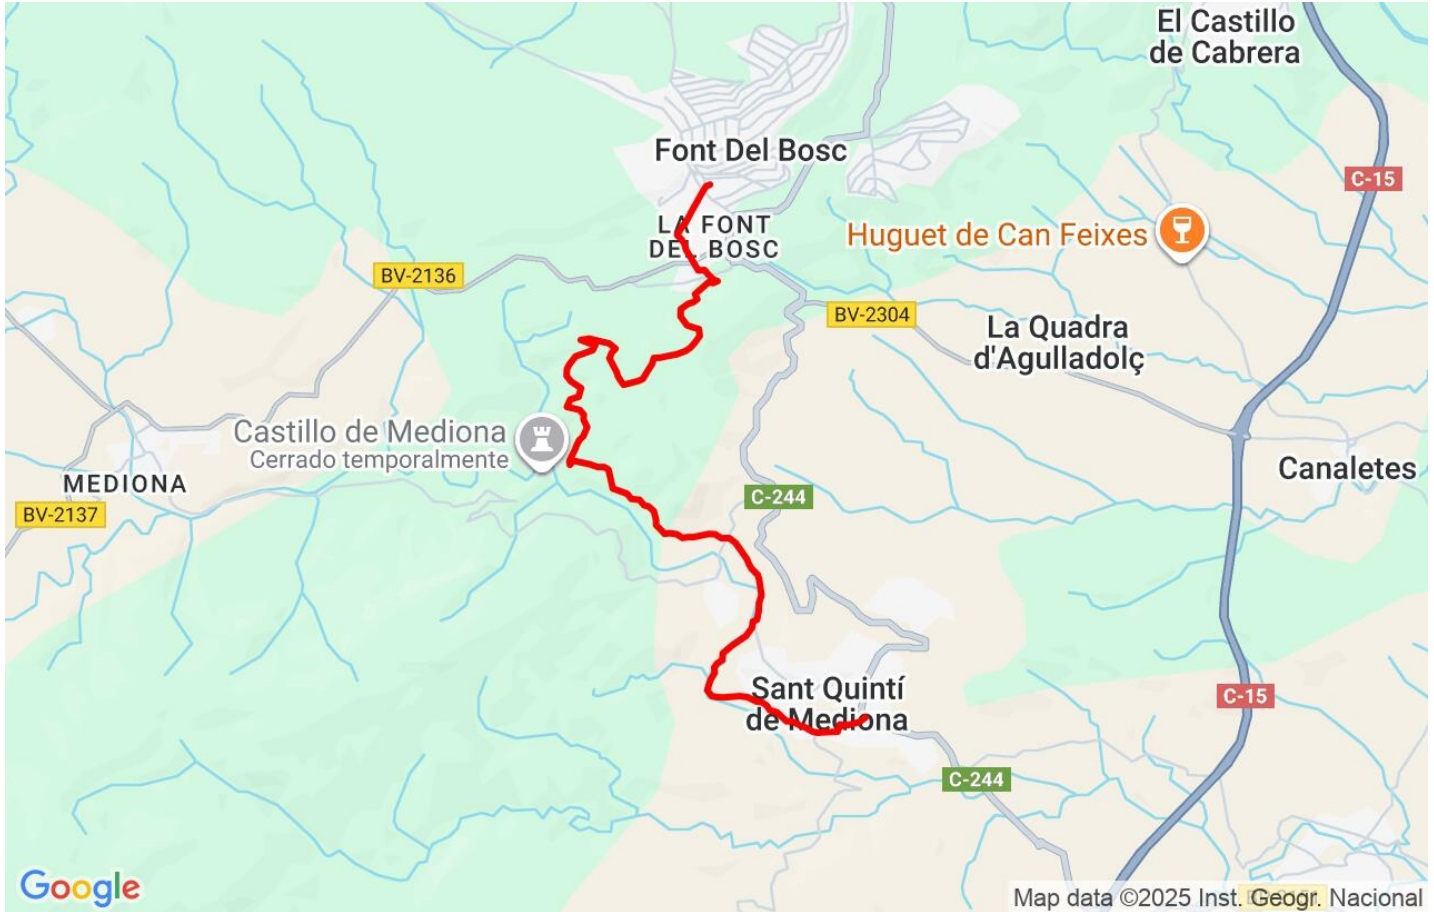 El Castillo
de Cabrera
Font Del Bosc
C-15
LA FONT
DEL BOSC
Huguet de Can Feixes
BV-2136
BV-2304
La Quadra
d'Agulladolç
Castillo de Mediona
Cerrado temporalmente
MEDIONA
Canaletes
C-244
BV-2137
Sant Quintí
de Mediona
C-15
C-244
Google
Map data ©2025 Inst. Geogr. Nacional